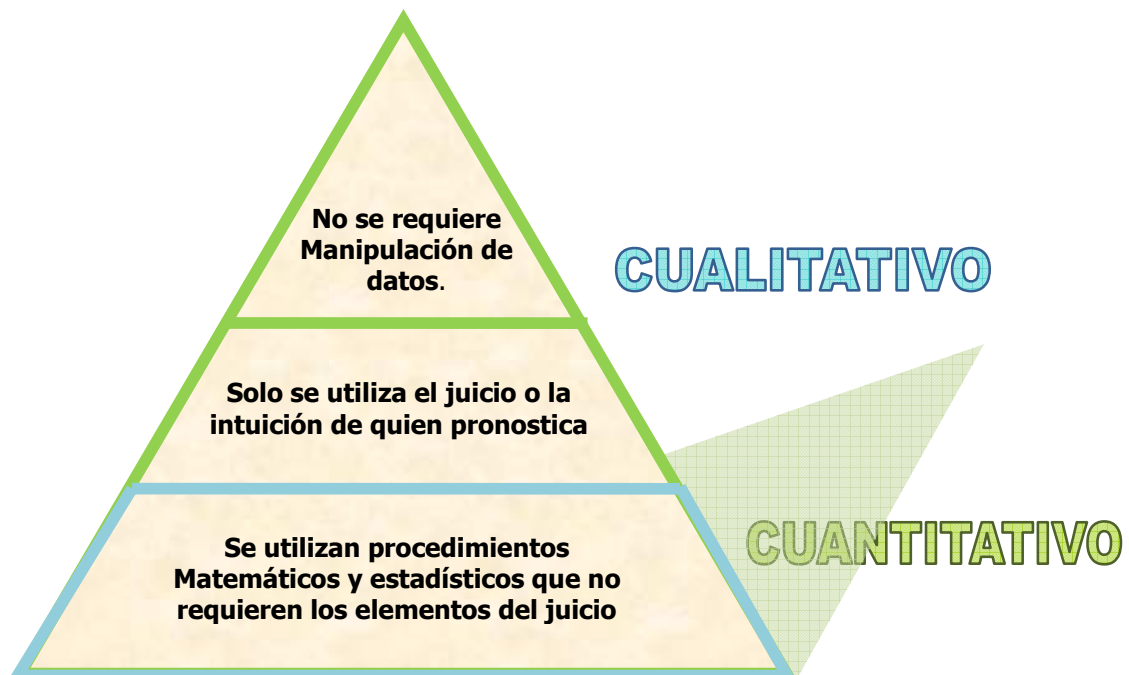 No se requiere
Manipulación de
datos.
CUALITATIVO
Solo se utiliza el juicio o la
intuición de quien pronostica
Se utilizan procedimientos
Matemáticos y estadísticos que no
requieren los elementos del juicio
CUANTITATIVO